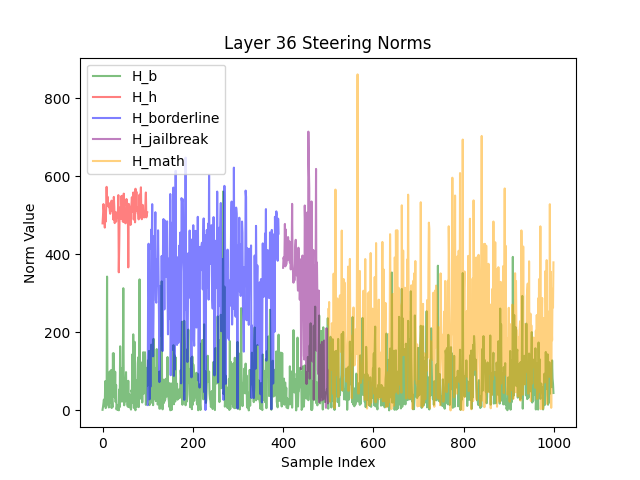 Layer 36 Steering Norms
H_b
H_h
H_borderline
H_jailbreak
H_math
Norm Value
800
600
400
200
0
0
200
400
600
800
1000
Sample Index